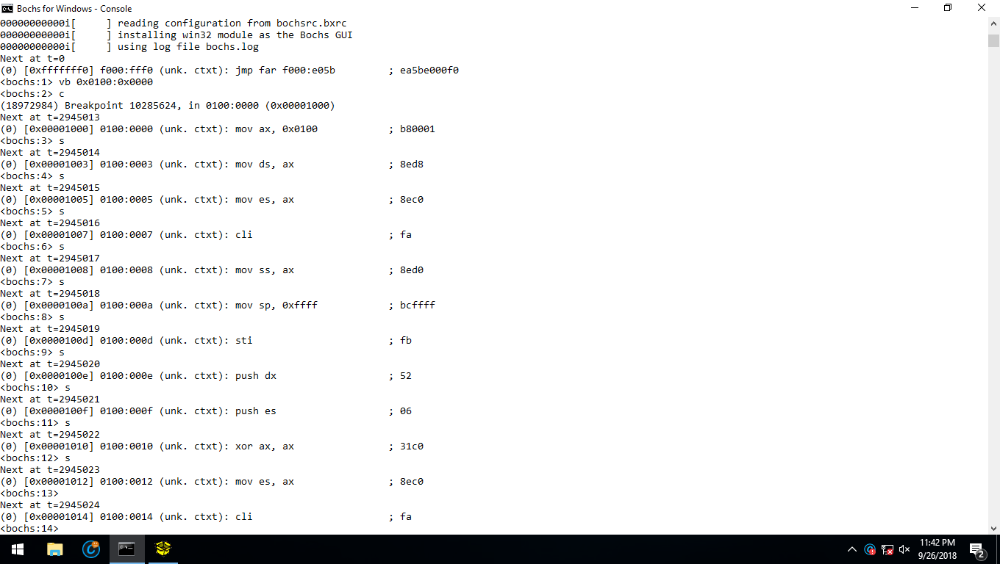 Bochs for Windows - Console
00000000000i[     ] reading configuration from bochsrc.bxrc
00000000000i[     ] installing win32 module as the Bochs GUI
00000000000i[     ] using log file bochs.log
Next at t=0
(0) [0xfffffff0] f000:fff0 (unk. ctxt): jmp far f000:e05b         ; ea5be000f0
<bochs:1> vb 0x0100:0x0000
<bochs:2> c
(18972984) Breakpoint 10285624, in 0100:0000 (0x00001000)
Next at t=2945013
(0) [0x00001000] 0100:0000 (unk. ctxt): mov ax, 0x0100            ; b80001
<bochs:3> s
Next at t=2945014
(0) [0x00001003] 0100:0003 (unk. ctxt): mov ds, ax                ; 8ed8
<bochs:4> s
Next at t=2945015
(0) [0x00001005] 0100:0005 (unk. ctxt): mov es, ax                ; 8ec0
<bochs:5> s
Next at t=2945016
(0) [0x00001007] 0100:0007 (unk. ctxt): cli                       ; fa
<bochs:6> s
Next at t=2945017
(0) [0x00001008] 0100:0008 (unk. ctxt): mov ss, ax                ; 8ed0
<bochs:7> s
Next at t=2945018
(0) [0x0000100a] 0100:000a (unk. ctxt): mov sp, 0xffff            ; bcffff
<bochs:8> s
Next at t=2945019
(0) [0x0000100d] 0100:000d (unk. ctxt): sti                       ; fb
<bochs:9> s
Next at t=2945020
(0) [0x0000100e] 0100:000e (unk. ctxt): push dx                   ; 52
<bochs:10> s
Next at t=2945021
(0) [0x0000100f] 0100:000f (unk. ctxt): push es                   ; 06
<bochs:11> s
Next at t=2945022
(0) [0x00001010] 0100:0010 (unk. ctxt): xor ax, ax                ; 31c0
<bochs:12> s
Next at t=2945023
(0) [0x00001012] 0100:0012 (unk. ctxt): mov es, ax                ; 8ec0
<bochs:13>
Next at t=2945024
(0) [0x00001014] 0100:0014 (unk. ctxt): cli                       ; fa
<bochs:14>
11:42 PM
9/26/2018
2